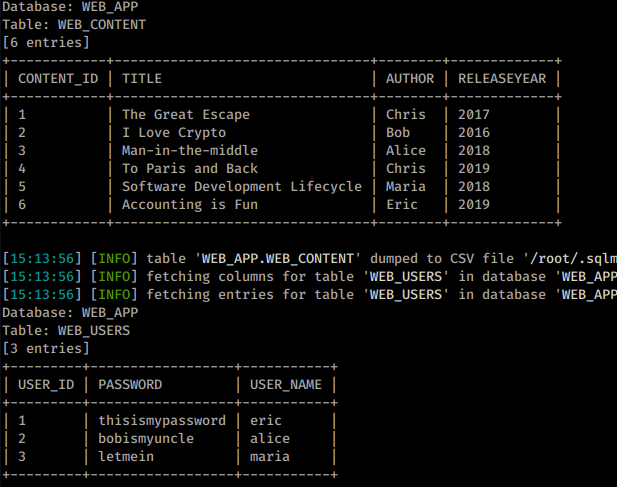 Database: WEB_APP
Table: WEB_CONTENT
[6 entries]
+------------+--------------------------------+--------+-------------+
| CONTENT_ID | TITLE                          | AUTHOR | RELEASEYEAR |
+------------+--------------------------------+--------+-------------+
| 1          | The Great Escape               | Chris  | 2017        |
| 2          | I Love Crypto                  | Bob    | 2016        |
| 3          | Man-in-the-middle              | Alice  | 2018        |
| 4          | To Paris and Back              | Chris  | 2019        |
| 5          | Software Development Lifecycle | Maria  | 2018        |
| 6          | Accounting is Fun              | Eric   | 2019        |
+------------+--------------------------------+--------+-------------+
[15:13:56] [INFO] table 'WEB_APP.WEB_CONTENT' dumped to CSV file '/root/.sqlm
[15:13:56] [INFO] fetching columns for table 'WEB_USERS' in database 'WEB_APP
[15:13:56] [INFO] fetching entries for table 'WEB_USERS' in database 'WEB_APP
Database: WEB_APP
Table: WEB_USERS
[3 entries]
+---------+------------------+-----------+
| USER_ID | PASSWORD         | USER_NAME |
+---------+------------------+-----------+
| 1       | thisismypassword | eric      |
| 2       | bobismyuncle     | alice     |
| 3       | letmein          | maria     |
+---------+------------------+-----------+